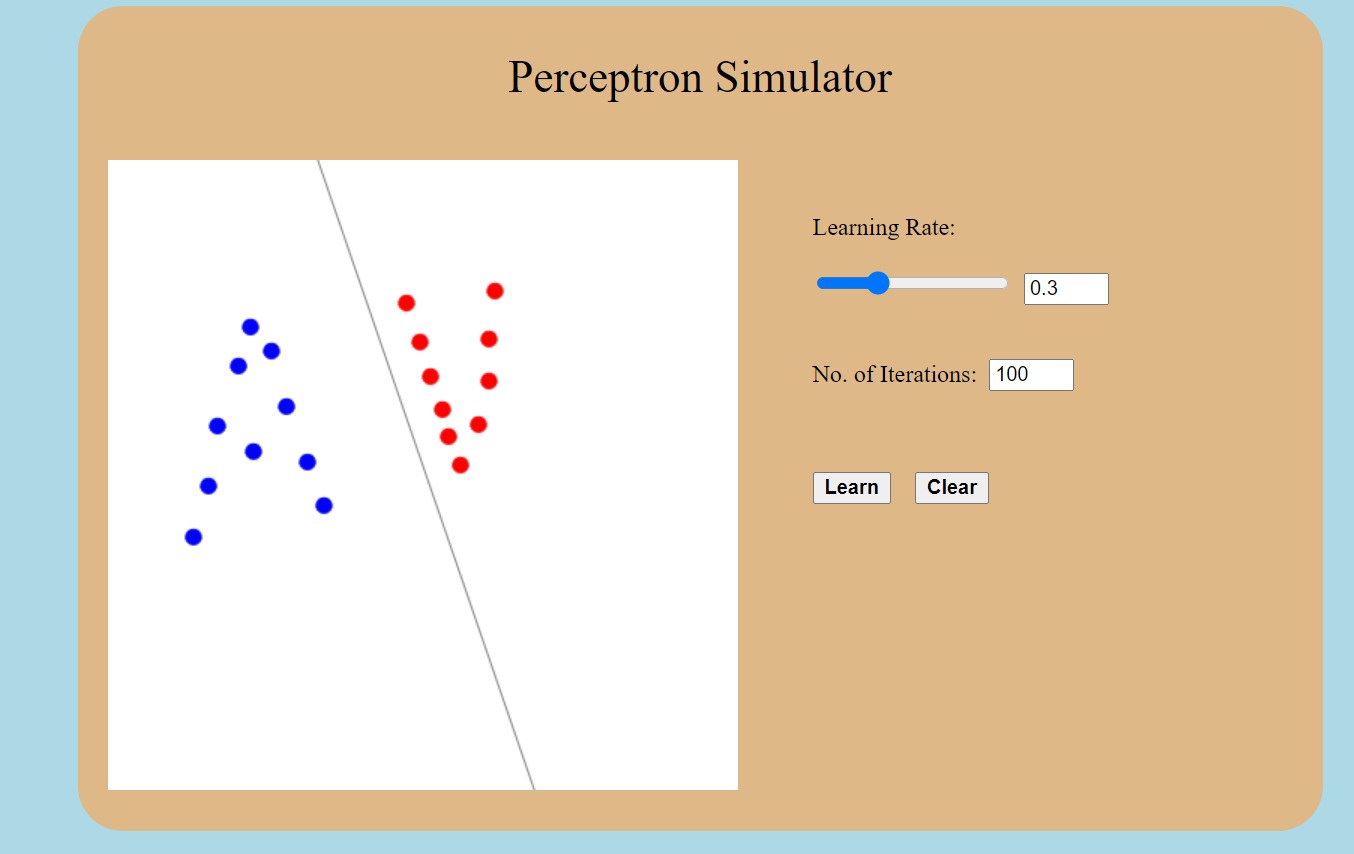 Perceptron Simulator
Learning Rate:
0.3
No. of Iterations: 100
Learn Clear